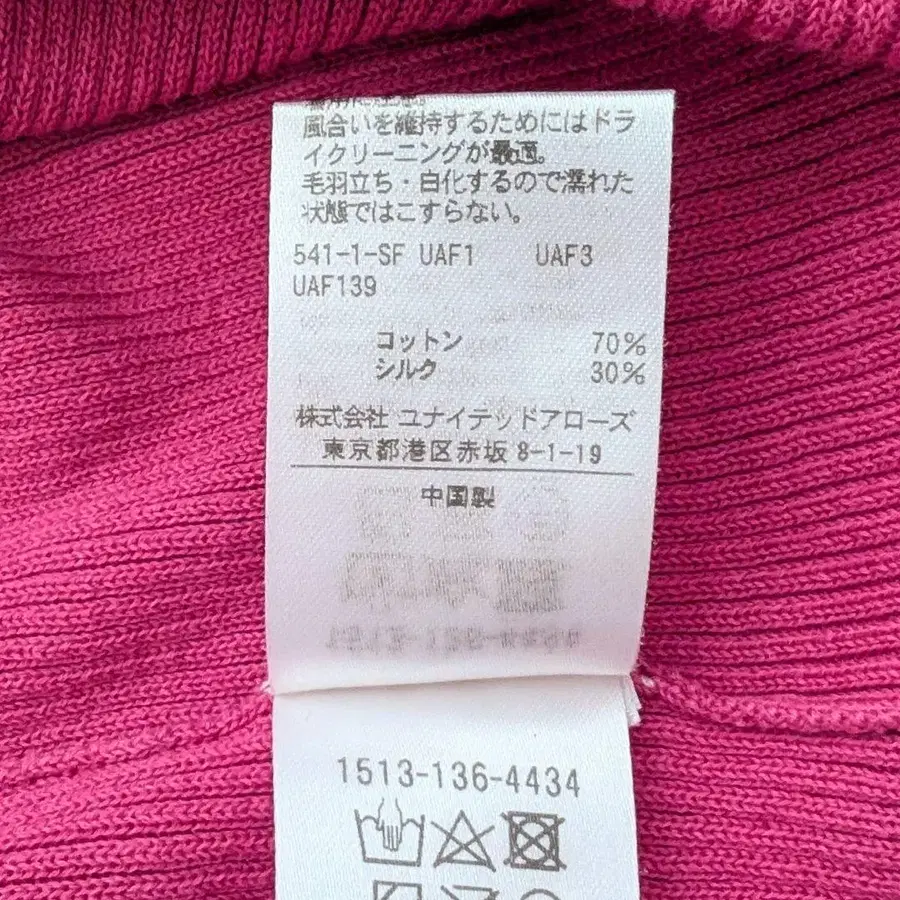 風合いを維持するためにはドラ
イクリーニングが最適。
毛羽立ち・白化するので濡れた
状態ではこすらない。
541-1-SF UAF1 UAF3
UAF139
コットン 70%
シルク 30%
株式会社 ユナイテッドアローズ
東京都港区赤坂 8-1-19
中国製
1513-136-4434